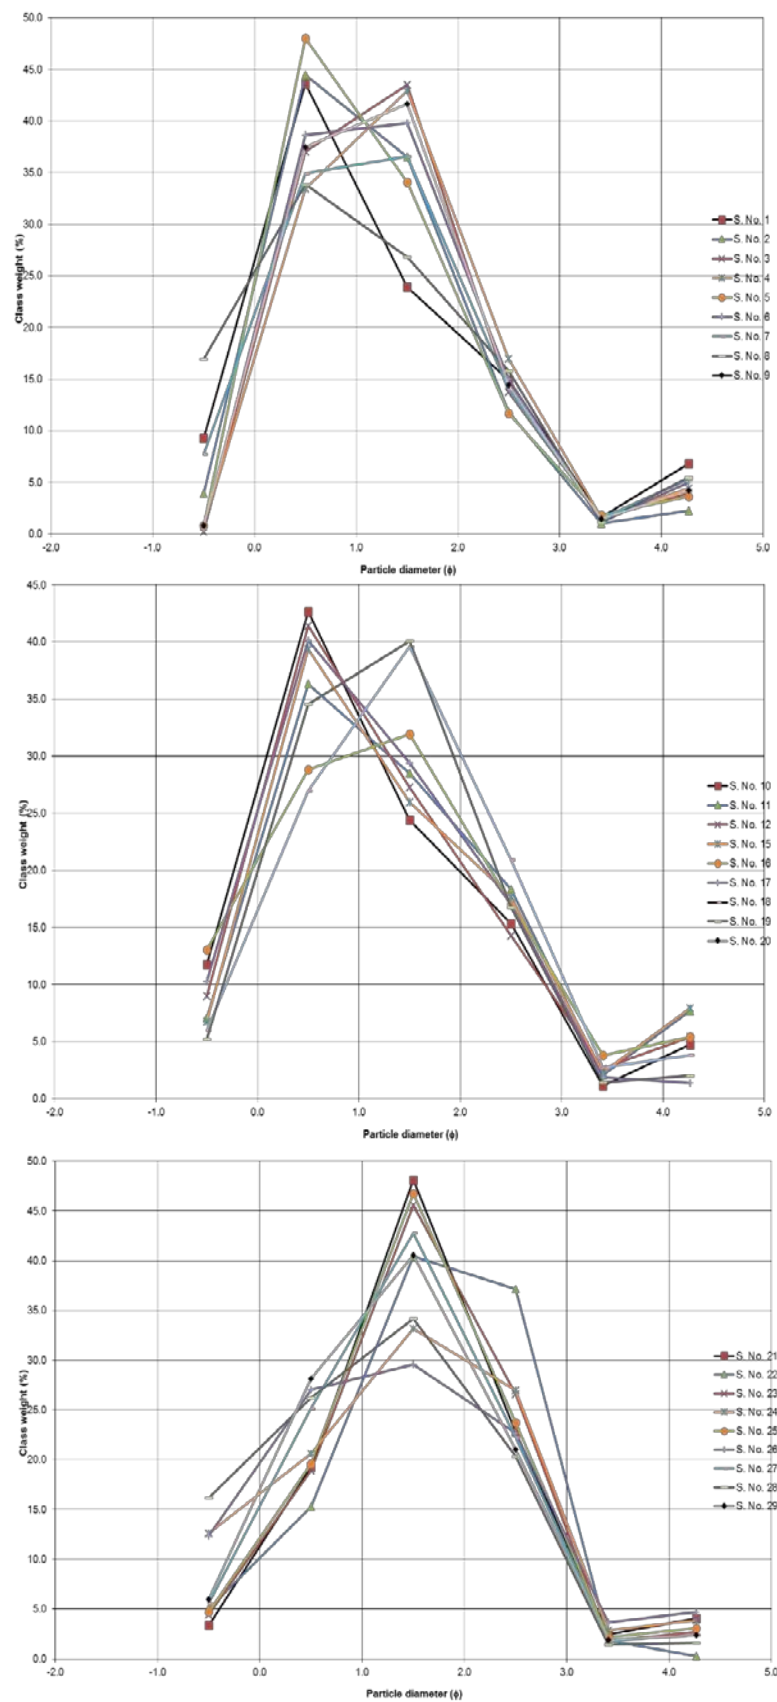 50.0
45.0
40.0
35.0
30.0
25.0
20.0
15.0
10.0
5.0
0.0
Class weight (%)
-2.0 -1.0 0.0 1.0 2.0 3.0 4.0 5.0
Particle diameter (ϕ)
S. No. 1
S. No. 2
S. No. 3
S. No. 4
S. No. 5
S. No. 6
S. No. 7
S. No. 8
S. No. 9
45.0
40.0
35.0
30.0
25.0
20.0
15.0
10.0
5.0
0.0
Class weight (%)
-2.0 -1.0 0.0 1.0 2.0 3.0 4.0 5.0
Particle diameter (ϕ)
S. No. 10
S. No. 11
S. No. 12
S. No. 15
S. No. 16
S. No. 17
S. No. 18
S. No. 19
S. No. 20
50.0
45.0
40.0
35.0
30.0
25.0
20.0
15.0
10.0
5.0
0.0
Class weight (%)
-2.0 -1.0 0.0 1.0 2.0 3.0 4.0 5.0
Particle diameter (ϕ)
S. No. 21
S. No. 22
S. No. 23
S. No. 24
S. No. 25
S. No. 26
S. No. 27
S. No. 28
S. No. 29